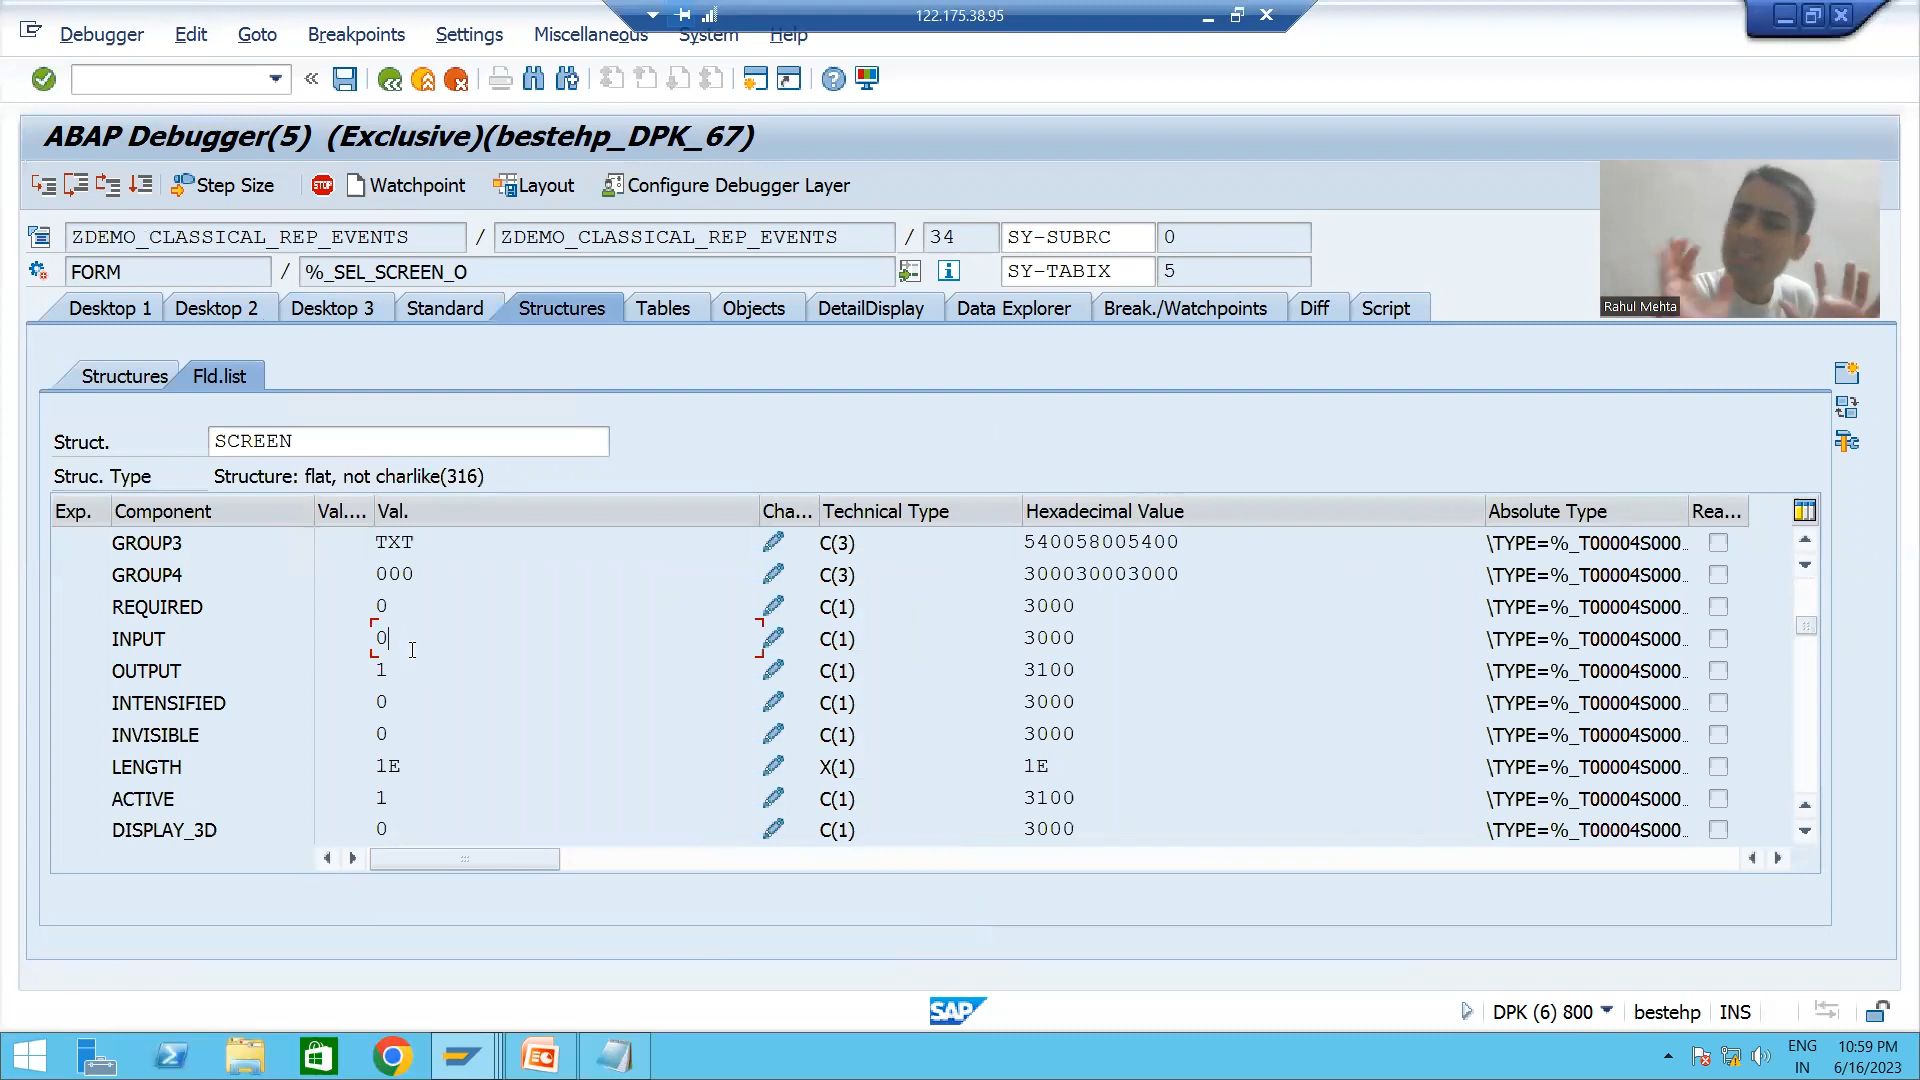 122.175.38.95
Debugger Edit Goto Breakpoints Settings Miscellaneous System Help
ABAP Debugger(5) (Exclusive)(bestehp_DPK_67)
Step Size STOP Watchpoint Layout Configure Debugger Layer
ZDEMO_CLASSICAL_REP_EVENTS / ZDEMO_CLASSICAL_REP_EVENTS / 34 SY-SUBRC 0
FORM / %_SEL_SCREEN_O SY-TABIX 5
Rahul Mehta
Desktop 1 Desktop 2 Desktop 3 Standard Structures Tables Objects DetailDisplay Data Explorer Break./Watchpoints Diff Script
Structures Fld.list
Struct. SCREEN
Struc. Type Structure: flat, not charlike(316)
Exp. Component Val.... Val. Cha... Technical Type Hexadecimal Value Absolute Type Rea...
GROUP3 TXT C(3) 540058005400 \TYPE=%_T00004S000...
GROUP4 000 C(3) 300030003000 \TYPE=%_T00004S000...
REQUIRED 0 C(1) 3000 \TYPE=%_T00004S000...
INPUT 0 C(1) 3000 \TYPE=%_T00004S000...
OUTPUT 1 C(1) 3100 \TYPE=%_T00004S000...
INTENSIFIED 0 C(1) 3000 \TYPE=%_T00004S000...
INVISIBLE 0 C(1) 3000 \TYPE=%_T00004S000...
LENGTH 1E X(1) 1E \TYPE=%_T00004S000...
ACTIVE 1 C(1) 3100 \TYPE=%_T00004S000...
DISPLAY_3D 0 C(1) 3000 \TYPE=%_T00004S000...
SAP DPK (6) 800 bestehp INS
ENG 10:59 PM
IN 6/16/2023